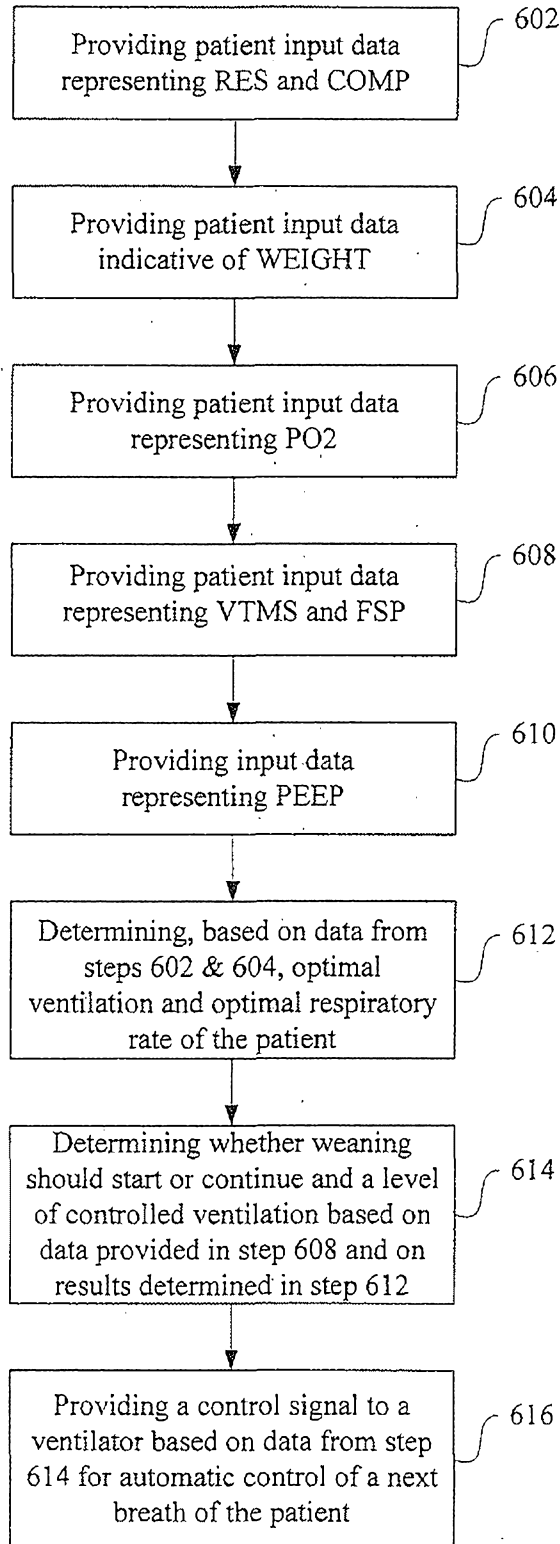 Providing patient input data
representing RES and COMP
602
Providing patient input data
indicative of WEIGHT
604
Providing patient input data
representing PO2
606
Providing patient input data
representing VTMS and FSP
608
Providing input data
representing PEEP
610
Determining, based on data from
steps 602 & 604, optimal
ventilation and optimal respiratory
rate of the patient
612
Determining whether weaning
should start or continue and a level
of controlled ventilation based on
data provided in step 608 and on
results determined in step 612
614
Providing a control signal to a
ventilator based on data from step
614 for automatic control of a next
breath of the patient
616